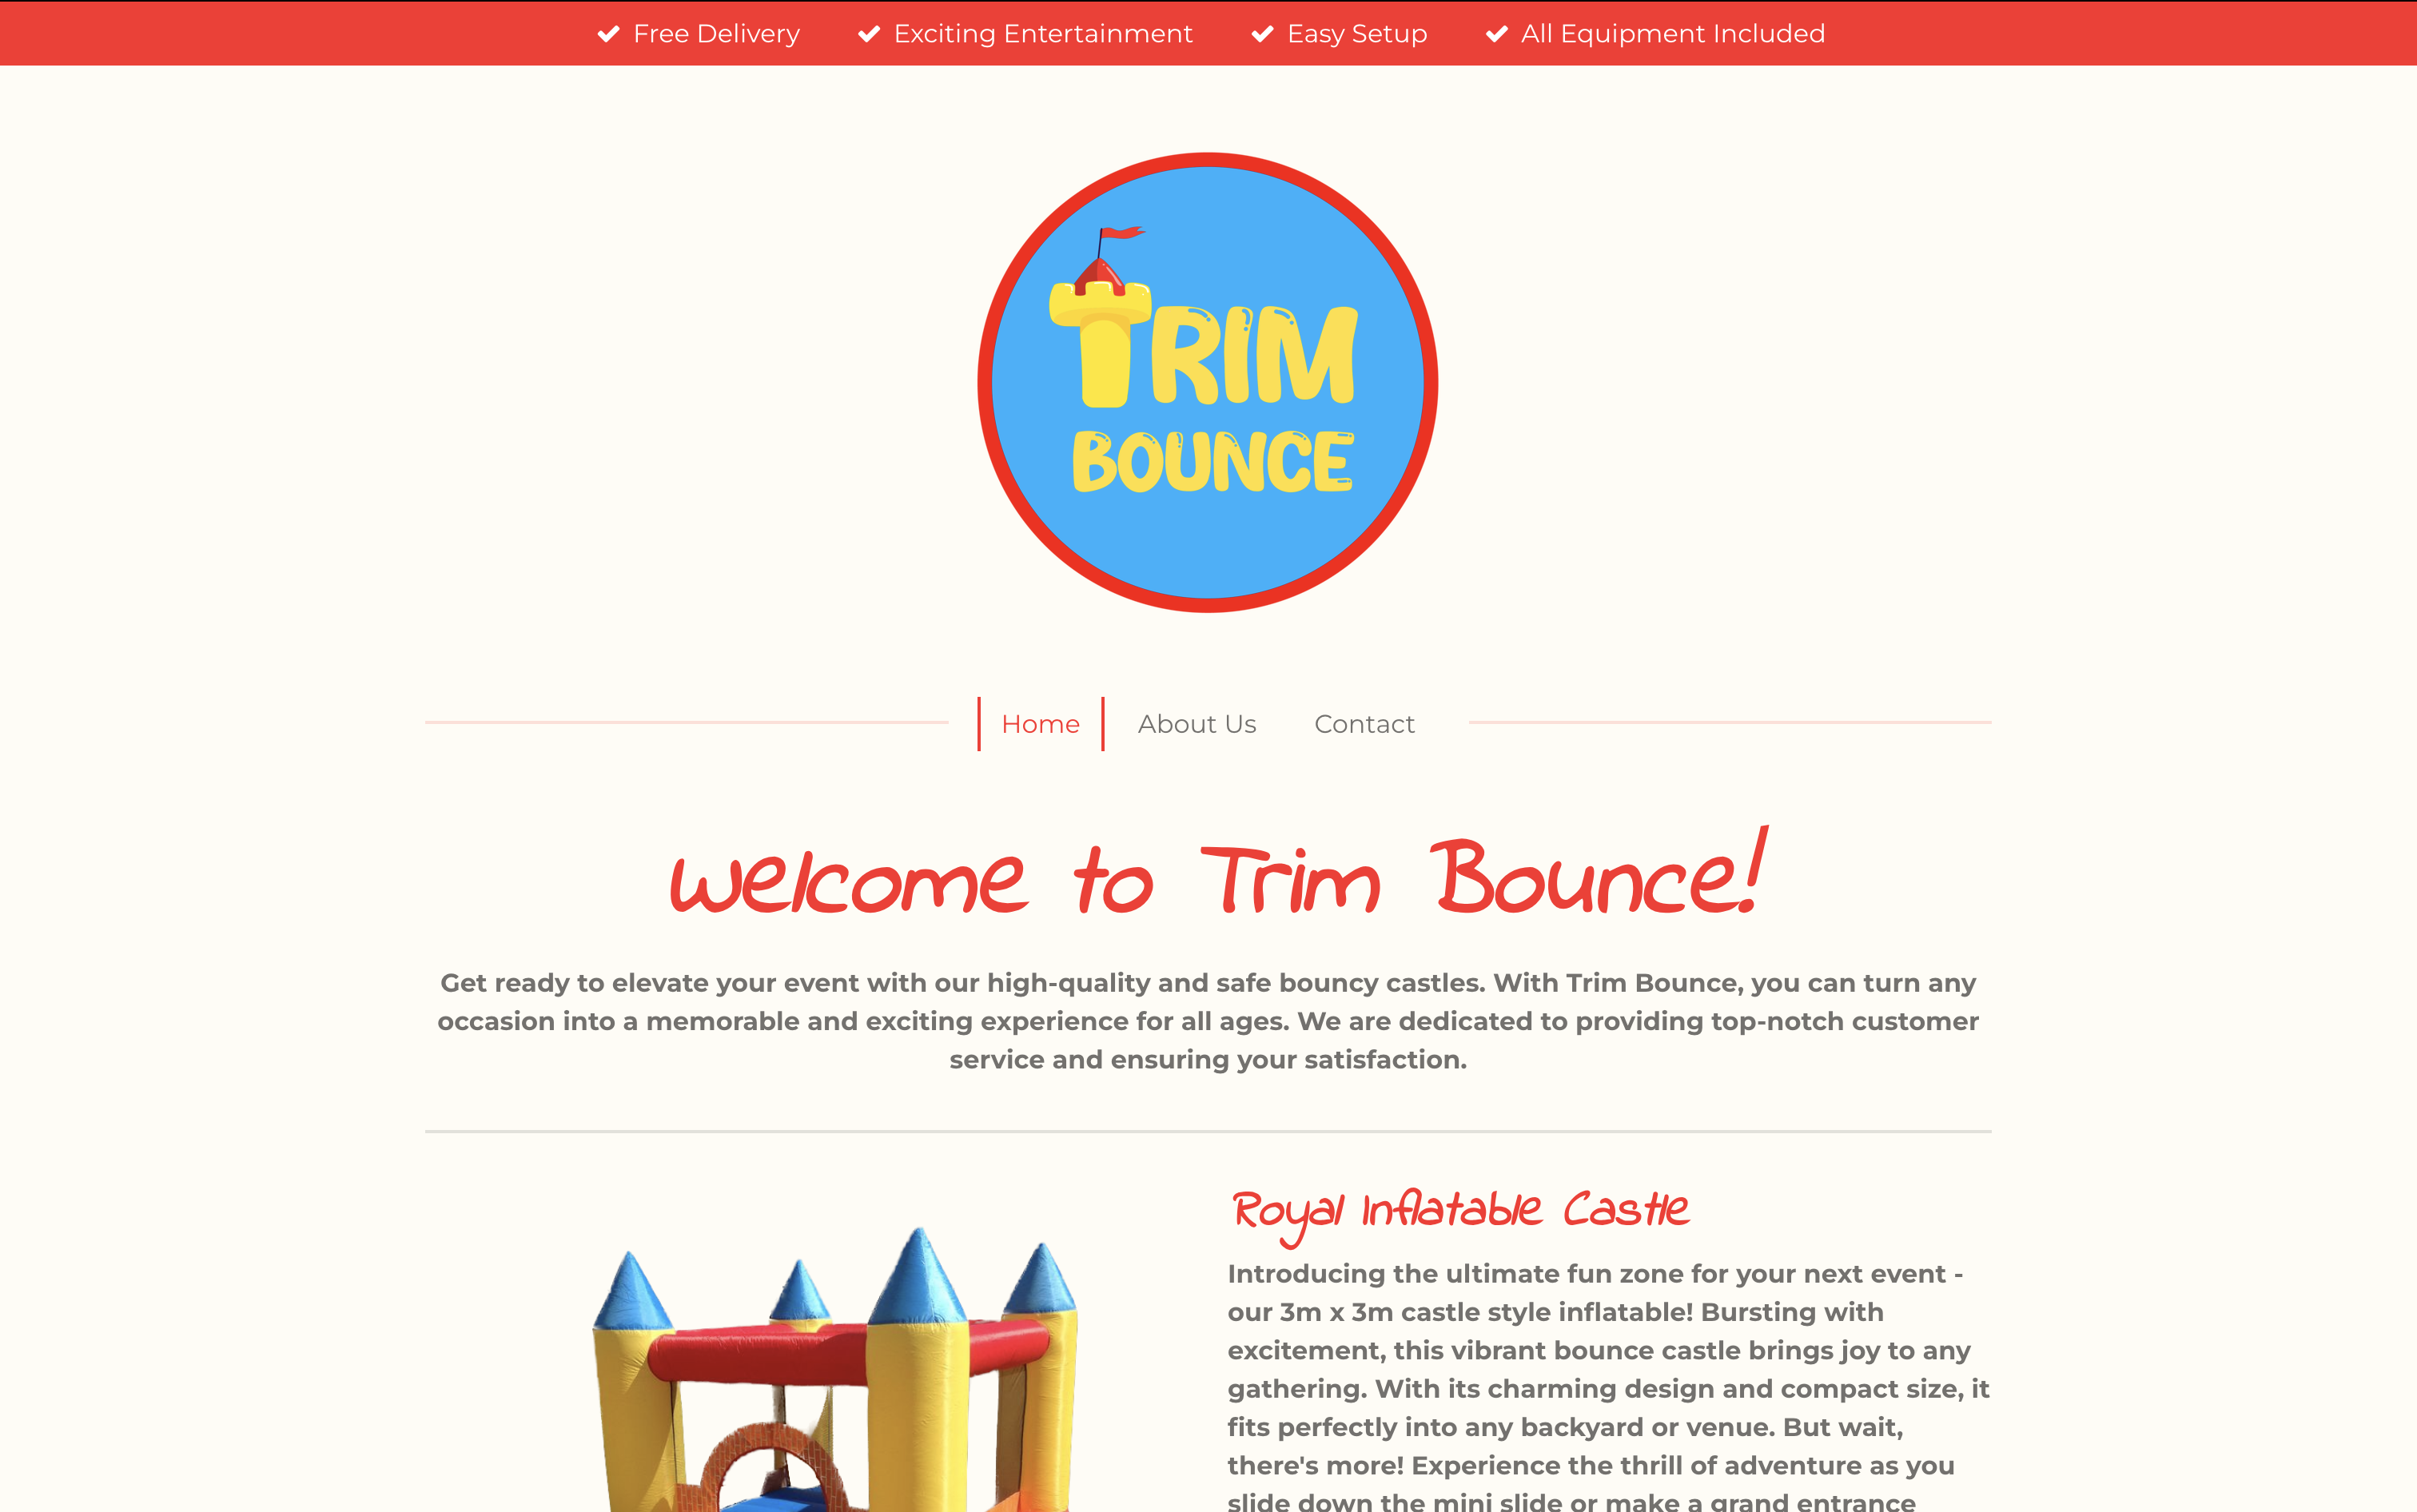 Free Delivery Exciting Entertainment Easy Setup All Equipment Included
TRIM
BOUNCE
Home About Us Contact
Welcome to Trim Bounce!
Get ready to elevate your event with our high-quality and safe bouncy castles. With Trim Bounce, you can turn any
occasion into a memorable and exciting experience for all ages. We are dedicated to providing top-notch customer
service and ensuring your satisfaction.
Royal Inflatable Castle
Introducing the ultimate fun zone for your next event -
our 3m x 3m castle style inflatable! Bursting with
excitement, this vibrant bounce castle brings joy to any
gathering. With its charming design and compact size, it
fits perfectly into any backyard or venue. But wait,
there's more! Experience the thrill of adventure as you
slide down the mini slide or make a grand entrance